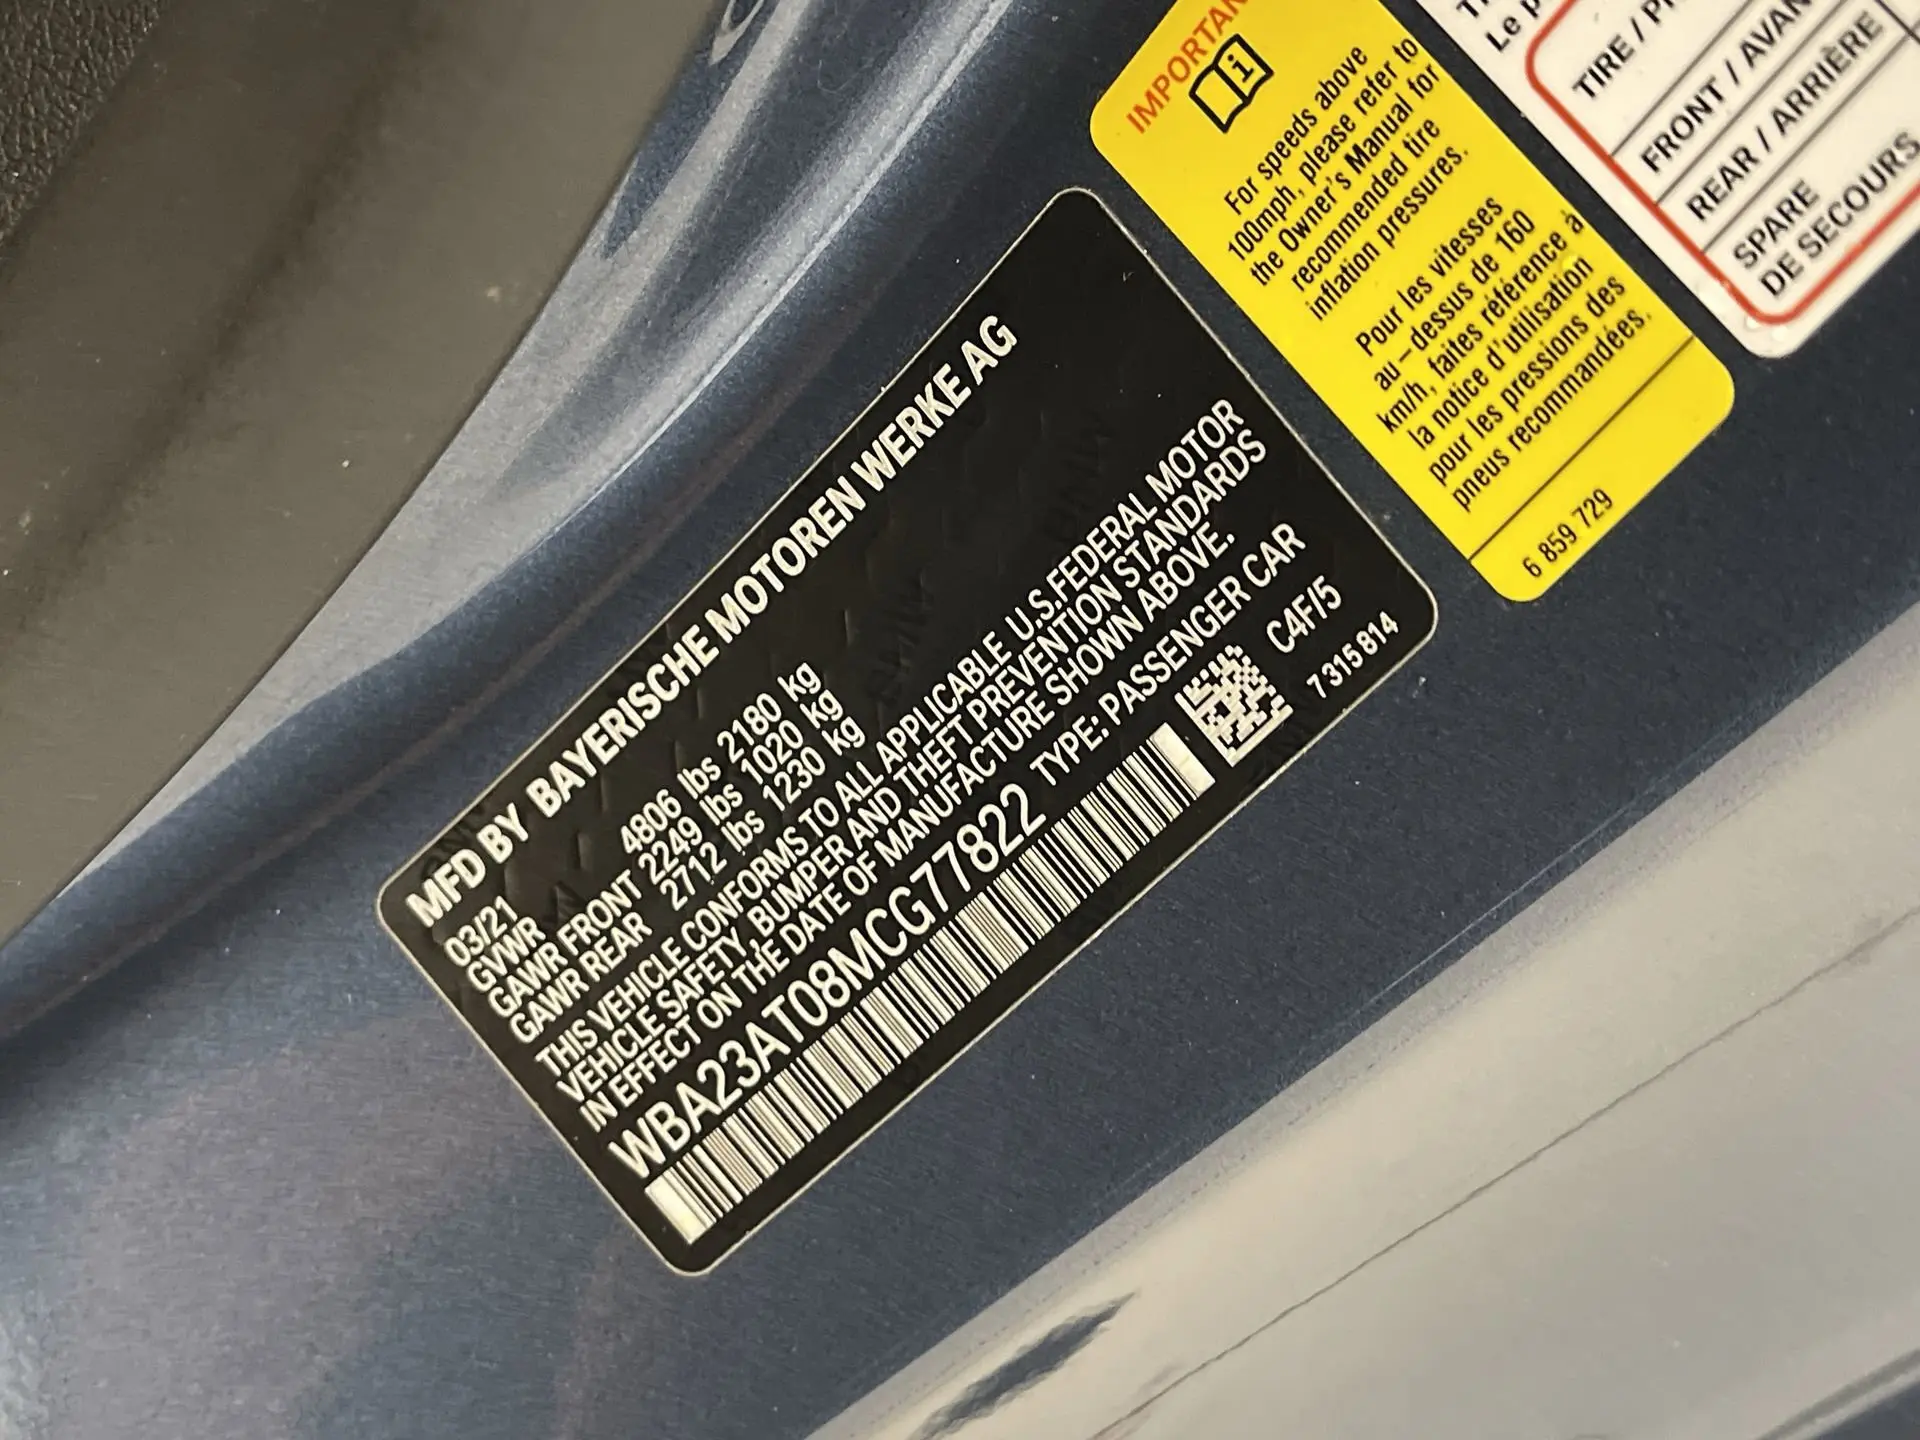 MFD BY BAYERISCHE MOTOREN WERKE AG
03/21
GVWR 4806 lbs 2180 kg
GAWR FRONT 2249 lbs 1020 kg
GAWR REAR 2712 lbs 1230 kg
THIS VEHICLE CONFORMS TO ALL APPLICABLE U.S.FEDERAL MOTOR
VEHICLE SAFETY, BUMPER AND THEFT PREVENTION STANDARDS
IN EFFECT ON THE DATE OF MANUFACTURE SHOWN ABOVE.
WBA23AT08MCG77822 TYPE: PASSENGER CAR
C4F/5
7 315 814
IMPORTAN
For speeds above
100mph, please refer to
the Owner's Manual for
recommended tire
inflation pressures.
Pour les vitesses
au-dessus de 160
km/h, faites référence à
la notice d'utilisation
pour les pressions des
pneus recommandées.
6 859 729
Le p
TIRE / P
FRONT / AVAN
REAR / ARRIÈRE
SPARE
DE SECOURS